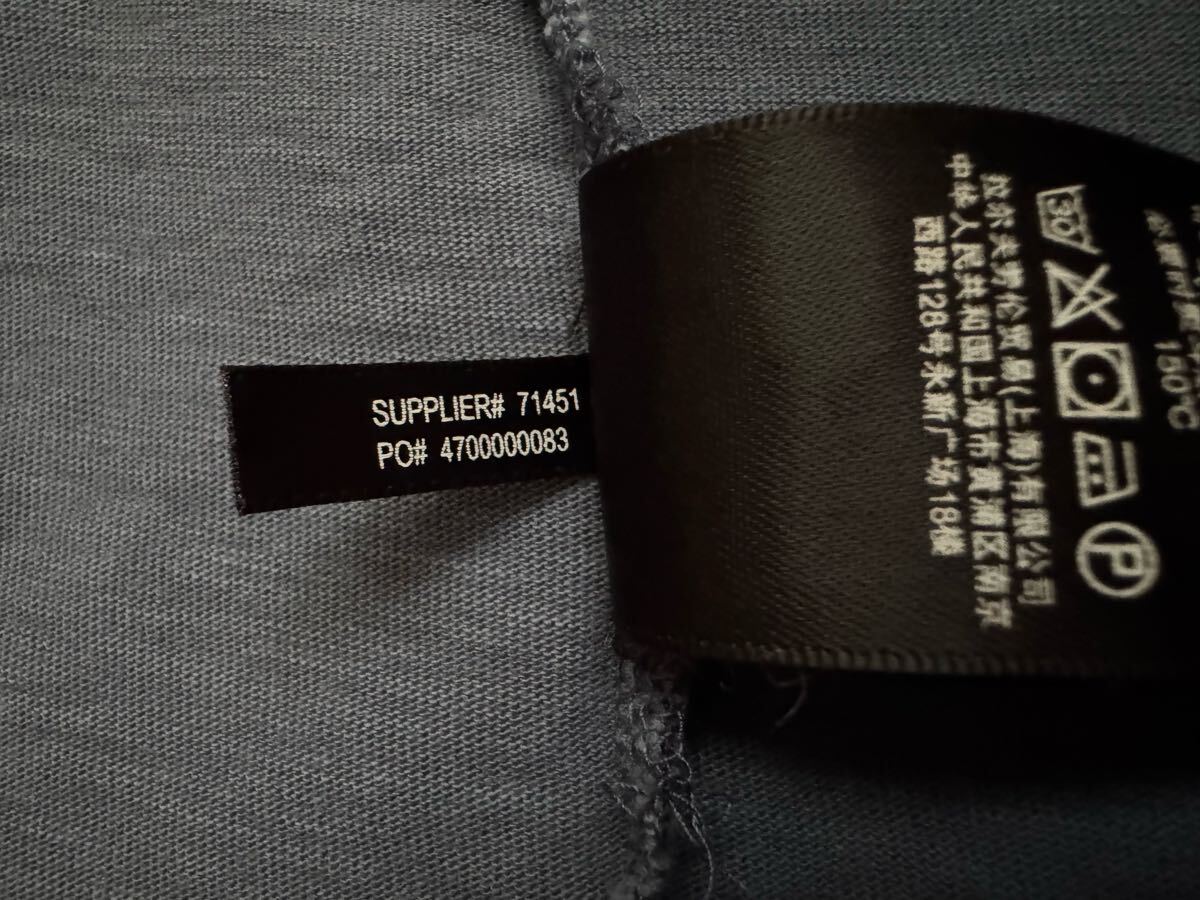 SUPPLIER# 71451
PO# 4700000083
150°C
30
P
拉尔夫劳伦贸易(上海)有限公司
中华人民共和国上海市黄浦区南京
西路128号永新广场18楼